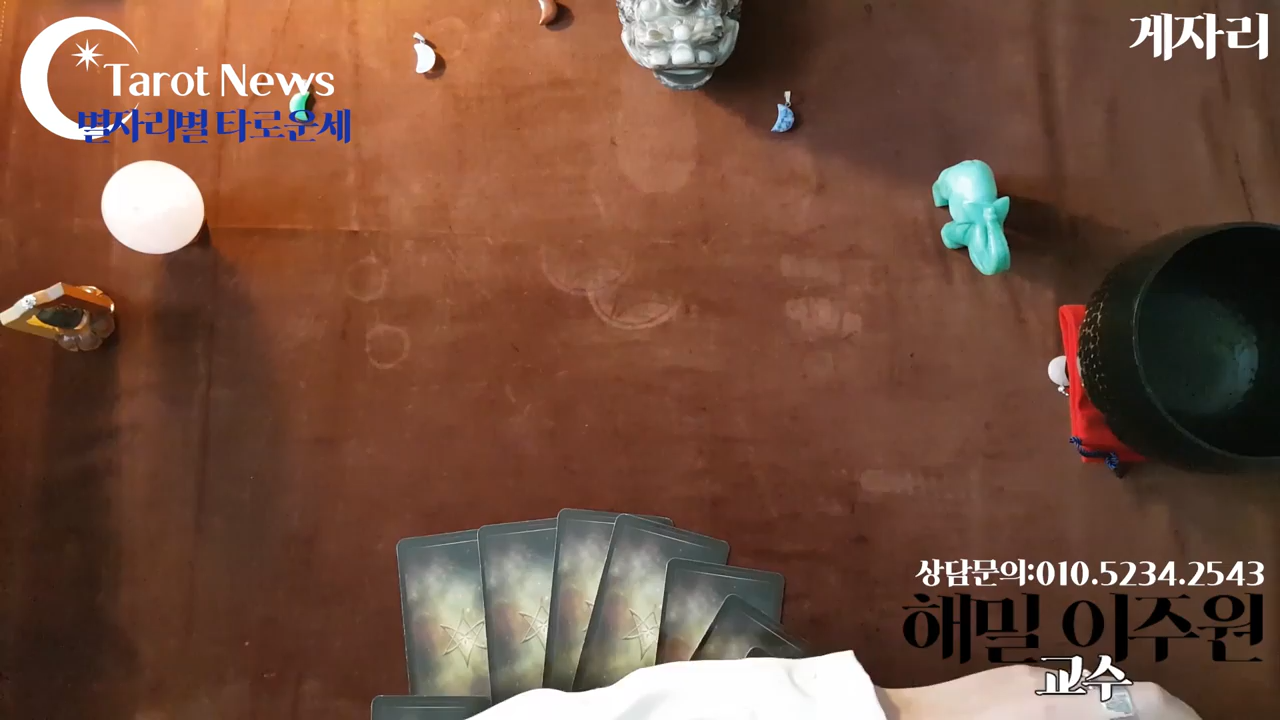 Tarot News
별자리별 타로운세
게자리
상담문의:010.5234.2543
해밀 이주원
교수